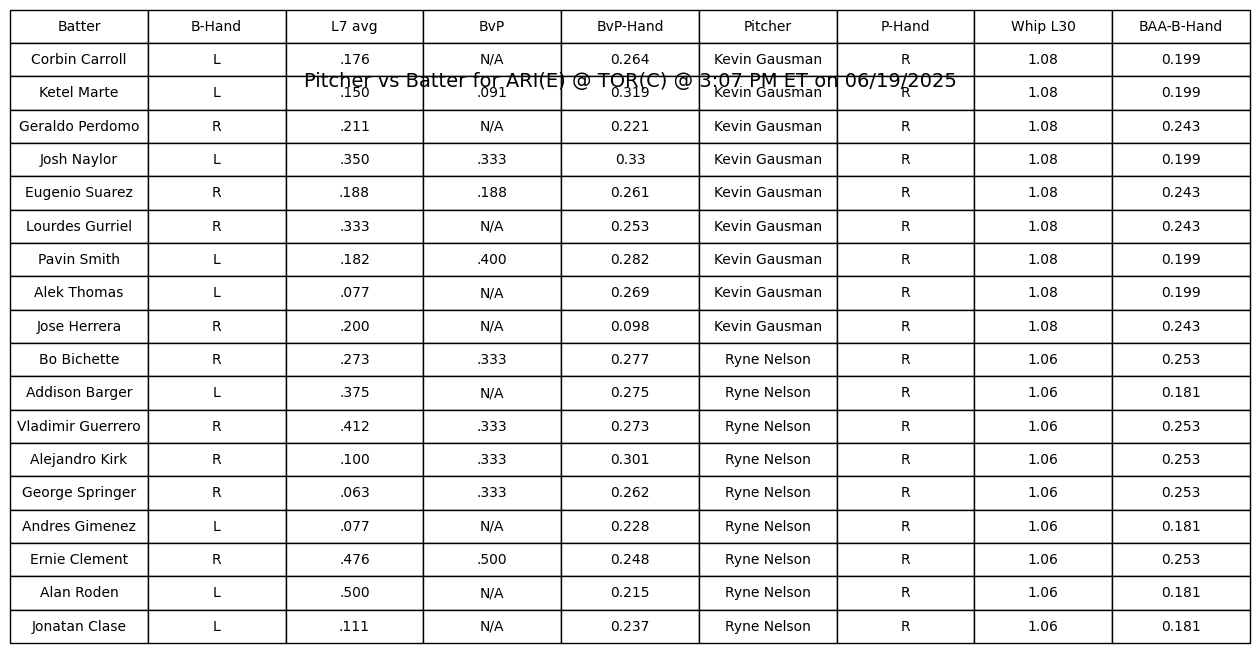 Batter B-Hand L7 avg BvP BvP-Hand Pitcher P-Hand Whip L30 BAA-B-Hand
Corbin Carroll L .176 N/A 0.264 Kevin Gausman R 1.08 0.199
Pitcher vs Batter for ARI(E) @ TOR(C) @ 3:07 PM ET on 06/19/2025
Ketel Marte L .150 .091 0.319 Kevin Gausman R 1.08 0.199
Geraldo Perdomo R .211 N/A 0.221 Kevin Gausman R 1.08 0.243
Josh Naylor L .350 .333 0.33 Kevin Gausman R 1.08 0.199
Eugenio Suarez R .188 .188 0.261 Kevin Gausman R 1.08 0.243
Lourdes Gurriel R .333 N/A 0.253 Kevin Gausman R 1.08 0.243
Pavin Smith L .182 .400 0.282 Kevin Gausman R 1.08 0.199
Alek Thomas L .077 N/A 0.269 Kevin Gausman R 1.08 0.199
Jose Herrera R .200 N/A 0.098 Kevin Gausman R 1.08 0.243
Bo Bichette R .273 .333 0.277 Ryne Nelson R 1.06 0.253
Addison Barger L .375 N/A 0.275 Ryne Nelson R 1.06 0.181
Vladimir Guerrero R .412 .333 0.273 Ryne Nelson R 1.06 0.253
Alejandro Kirk R .100 .333 0.301 Ryne Nelson R 1.06 0.253
George Springer R .063 .333 0.262 Ryne Nelson R 1.06 0.253
Andres Gimenez L .077 N/A 0.228 Ryne Nelson R 1.06 0.181
Ernie Clement R .476 .500 0.248 Ryne Nelson R 1.06 0.253
Alan Roden L .500 N/A 0.215 Ryne Nelson R 1.06 0.181
Jonatan Clase L .111 N/A 0.237 Ryne Nelson R 1.06 0.181